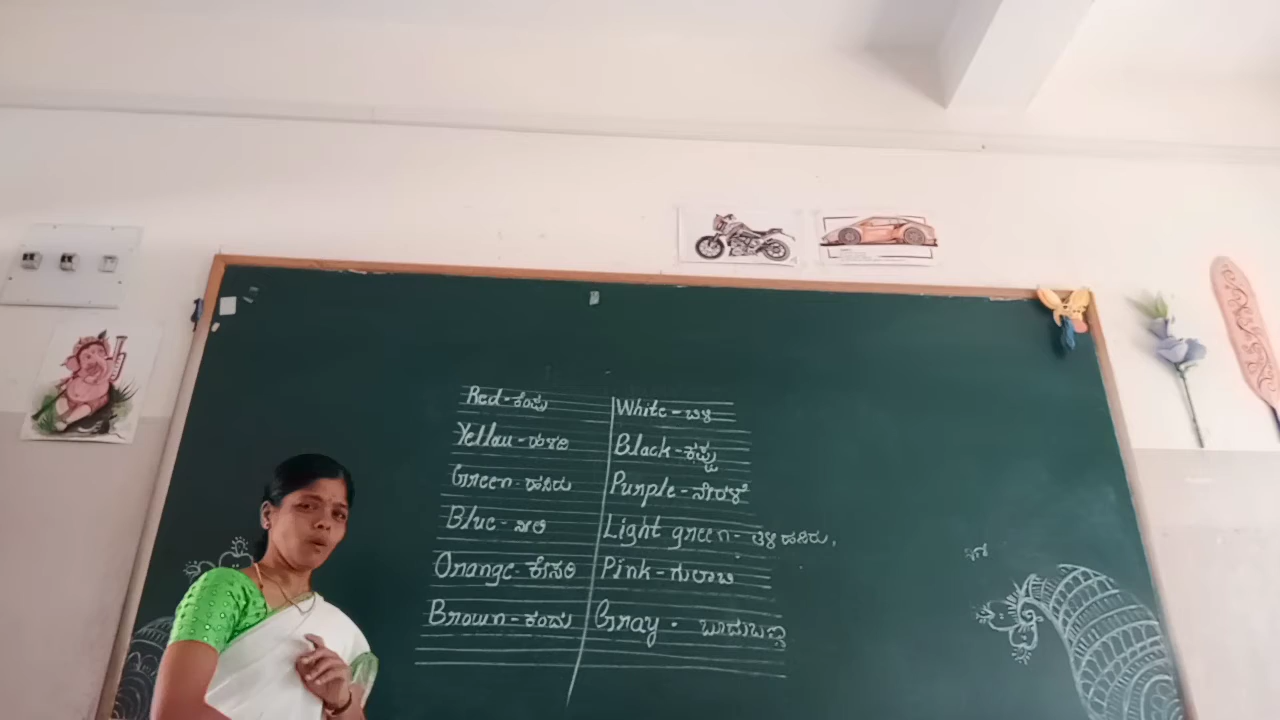 Red - ಕೆಂಪು
Yellow - ಹಳದಿ
Green - ಹಸಿರು
Blue - ನೀಲಿ
Orange - ಕೇಸರಿ
Brown - ಕಂದು
White - ಬಿಳಿ
Black - ಕಪ್ಪು
Purple - ನೇರಳೆ
Light green - ತಿಳಿ ಹಸಿರು.
Pink - ಗುಲಾಬಿ
Gray - ಬೂದುಬಣ್ಣ